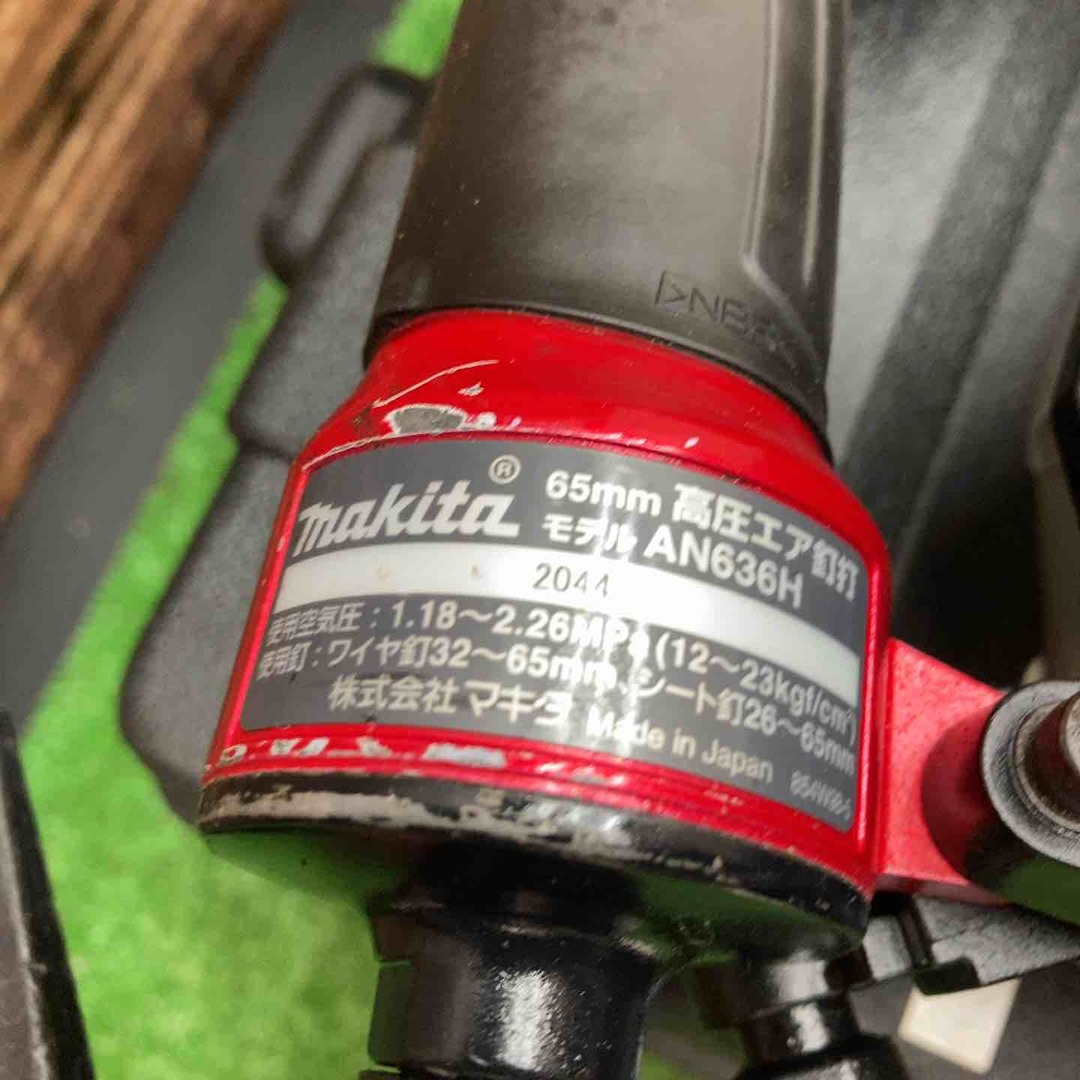 makita®
65mm 高圧エア釘打
モデル AN636H
2044
使用空気圧:1.18～2.26MPa(12～23kgf/cm²)
使用釘:ワイヤ釘32～65mm シート釘26～65mm
株式会社マキタ Made in Japan